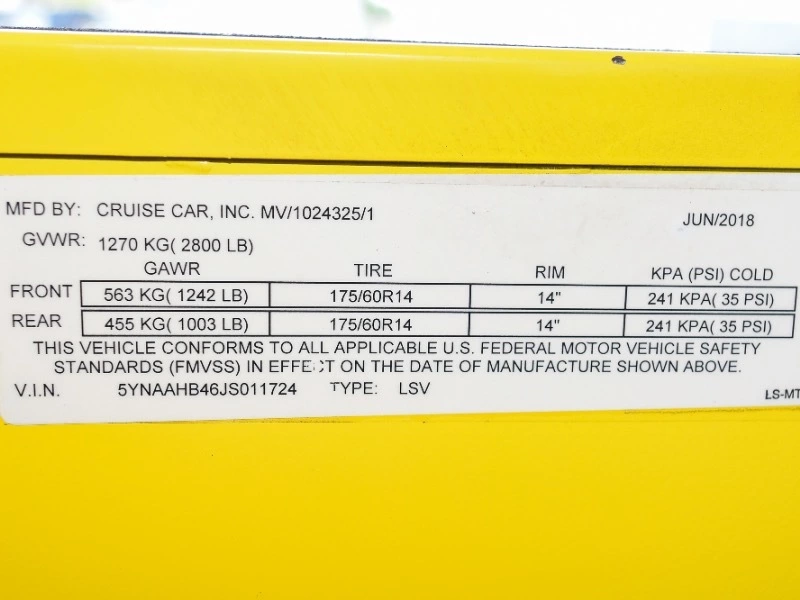 MFD BY: CRUISE CAR, INC. MV/1024325/1 JUN/2018
GVWR: 1270 KG( 2800 LB)
GAWR TIRE RIM KPA (PSI) COLD
FRONT 563 KG( 1242 LB) 175/60R14 14" 241 KPA( 35 PSI)
REAR 455 KG( 1003 LB) 175/60R14 14" 241 KPA( 35 PSI)
THIS VEHICLE CONFORMS TO ALL APPLICABLE U.S. FEDERAL MOTOR VEHICLE SAFETY
STANDARDS (FMVSS) IN EFFECT ON THE DATE OF MANUFACTURE SHOWN ABOVE.
V.I.N. 5YNAAHB46JS011724 TYPE: LSV LS-MT